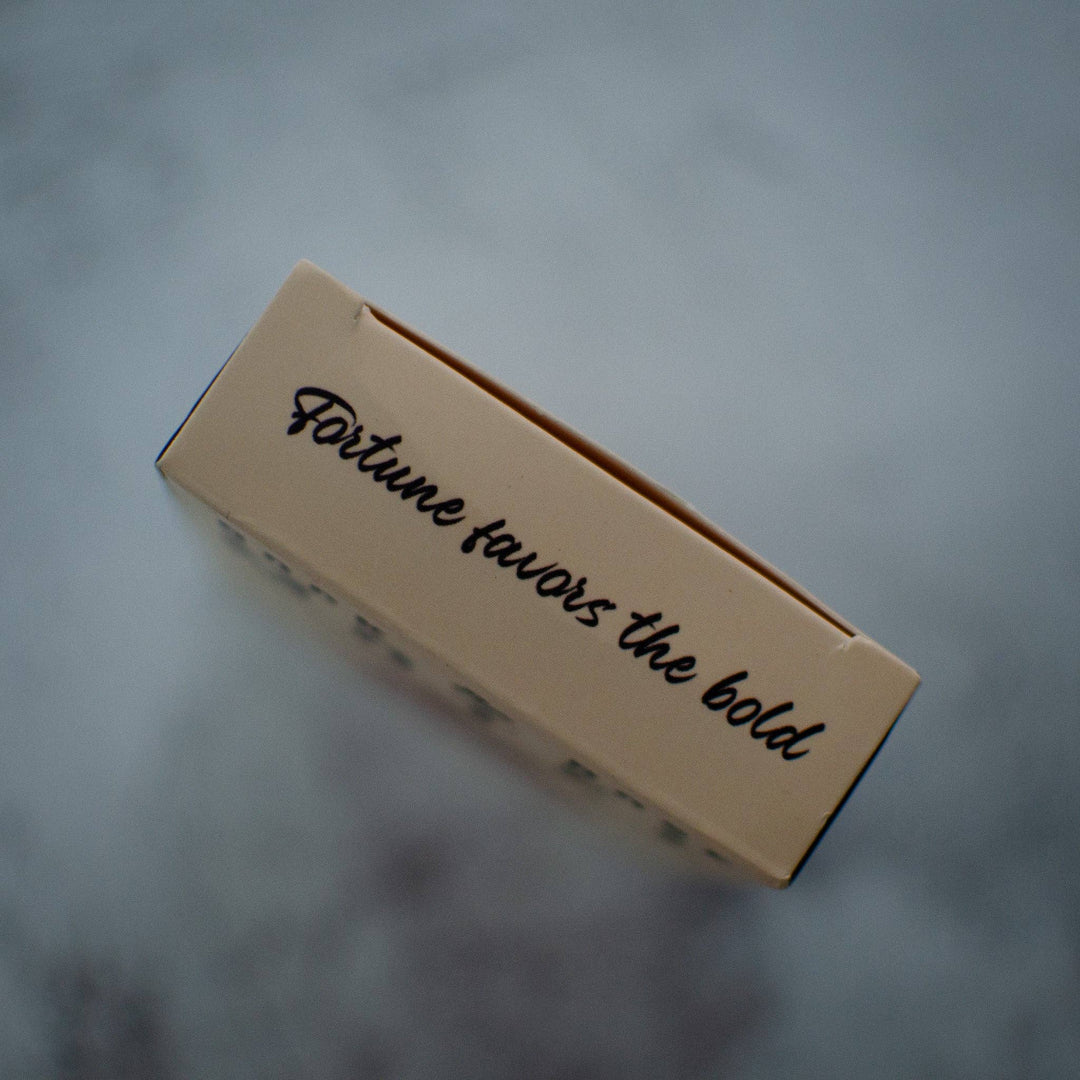 Fortune favors the bold